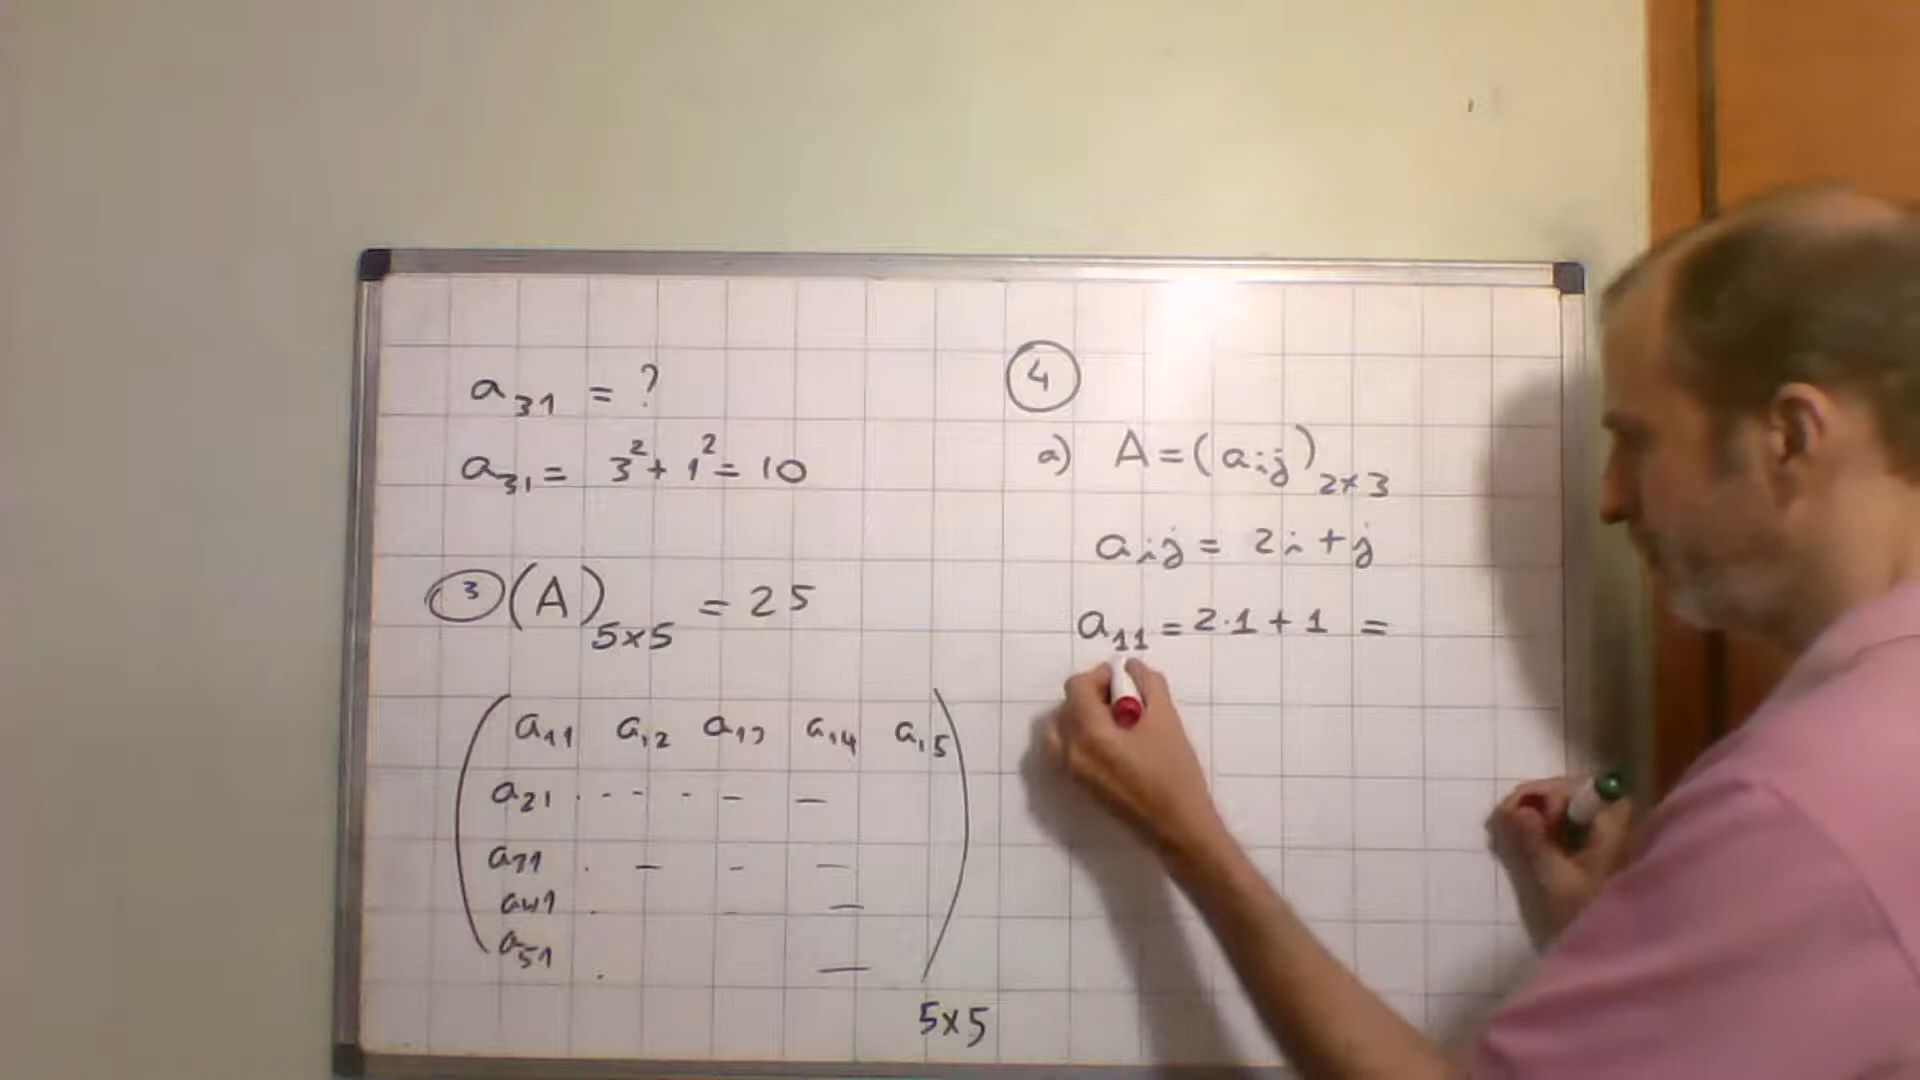 a₃₁ = ?
a₃₁ = 3² + 1² = 10
③ (A)₅ₓ₅ = 25
a₁₁ a₁₂ a₁₃ a₁₄ a₁₅
a₂₁ · - - - - —
a₃₁ . — - —
a₄₁ . - —
a₅₁ . —
5x5
④
a) A = (aᵢⱼ)₂ₓ₃
aᵢⱼ = 2i + j
a₁₁ = 2·1 + 1 =